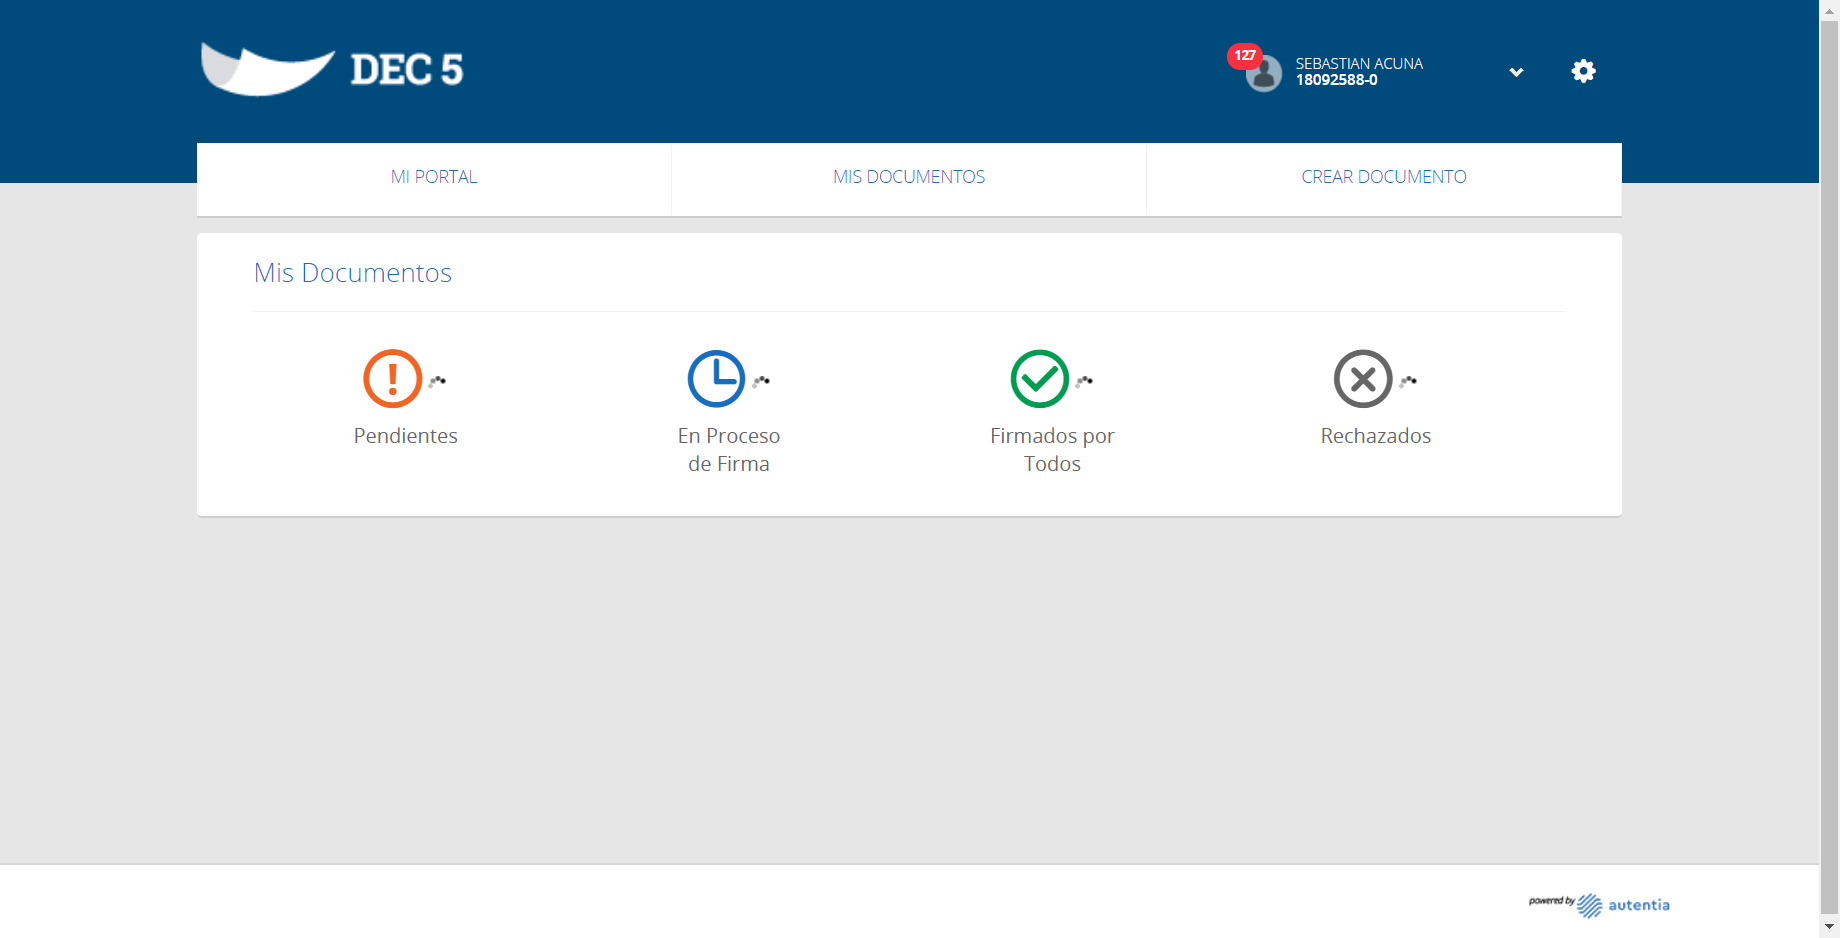 DEC 5
127
SEBASTIAN ACUNA
18092588-0
MI PORTAL
MIS DOCUMENTOS
CREAR DOCUMENTO
Mis Documentos
Pendientes
En Proceso
de Firma
Firmados por
Todos
Rechazados
powered by autentia